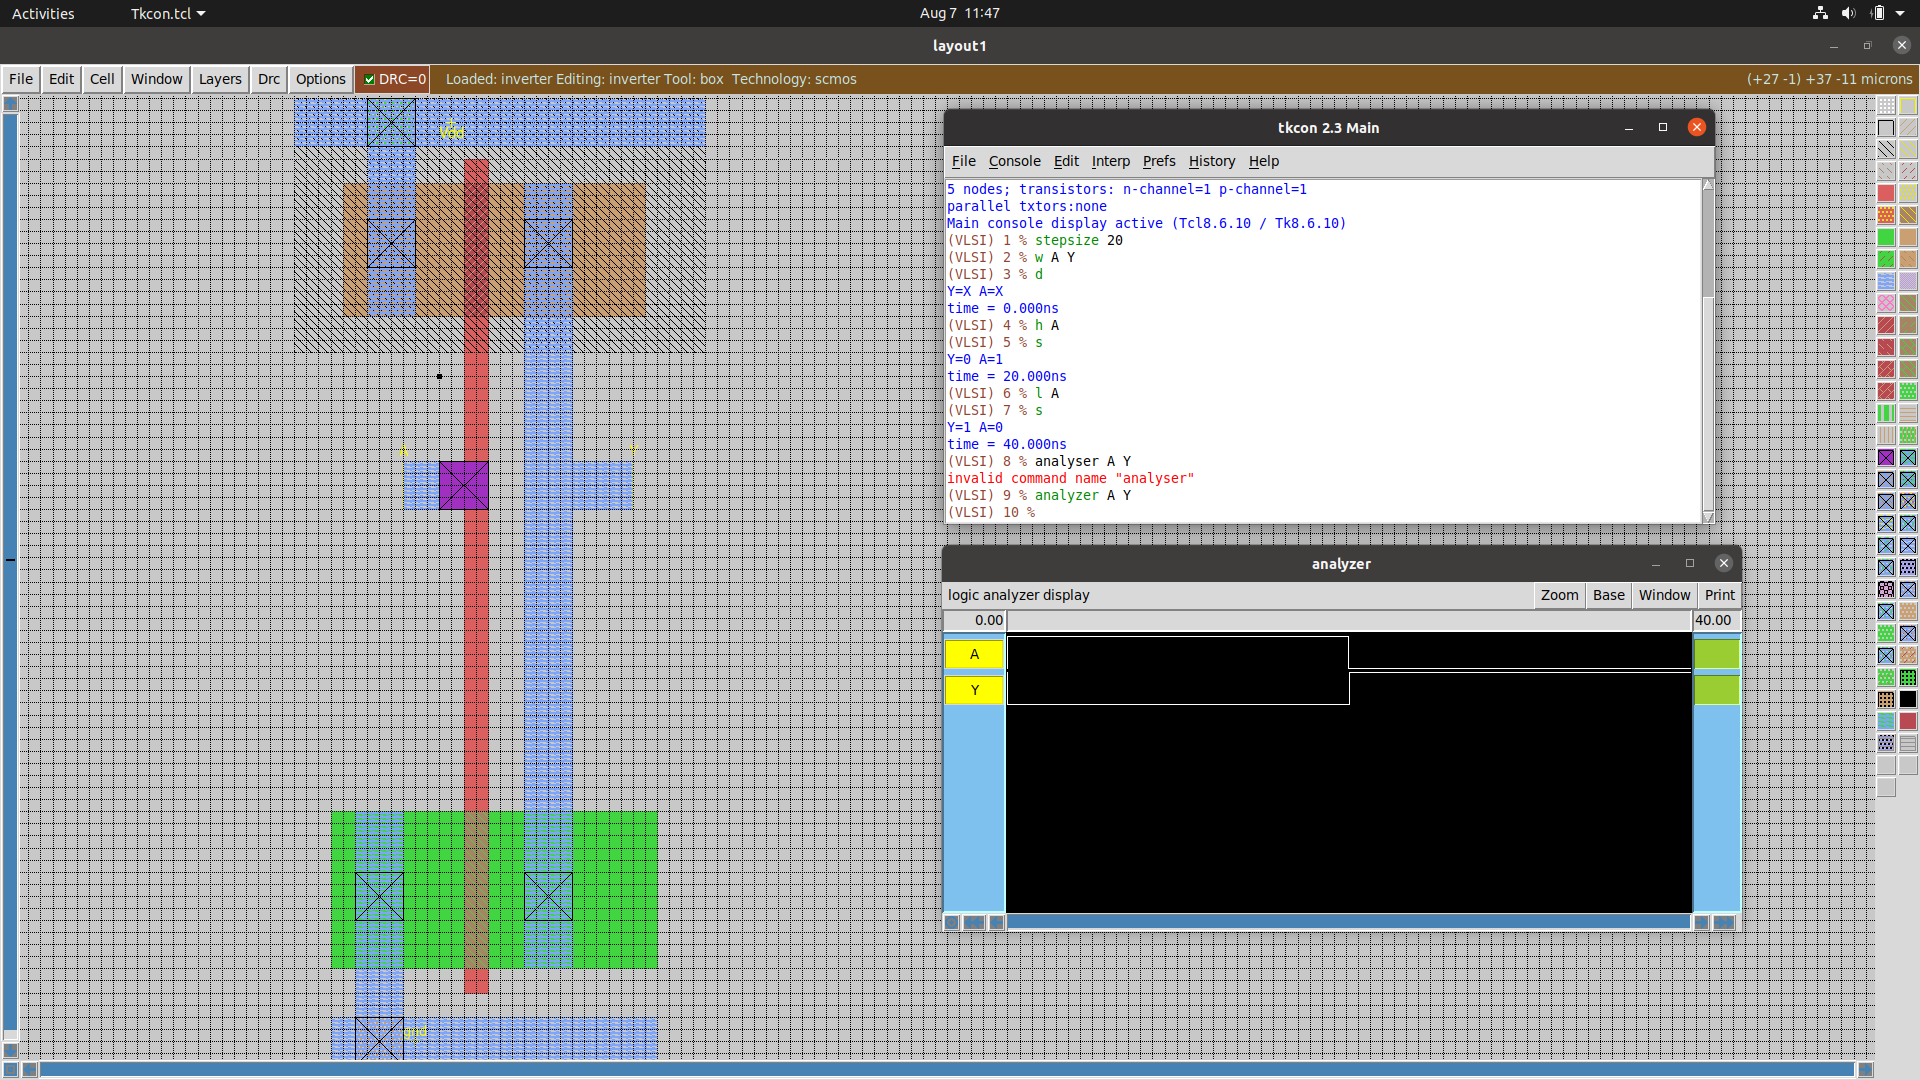 Activities Tkcon.tcl Aug 7 11:47
layout1
File Edit Cell Window Layers Drc Options DRC=0 Loaded: inverter Editing: inverter Tool: box Technology: scmos (+27 -1) +37 -11 microns
Vdd
A
Y
gnd
tkcon 2.3 Main
File Console Edit Interp Prefs History Help
5 nodes; transistors: n-channel=1 p-channel=1
parallel txtors:none
Main console display active (Tcl8.6.10 / Tk8.6.10)
(VLSI) 1 % stepsize 20
(VLSI) 2 % w A Y
(VLSI) 3 % d
Y=X A=X
time = 0.000ns
(VLSI) 4 % h A
(VLSI) 5 % s
Y=0 A=1
time = 20.000ns
(VLSI) 6 % l A
(VLSI) 7 % s
Y=1 A=0
time = 40.000ns
(VLSI) 8 % analyser A Y
invalid command name "analyser"
(VLSI) 9 % analyzer A Y
(VLSI) 10 %
analyzer
logic analyzer display Zoom Base Window Print
0.00 40.00
A
Y